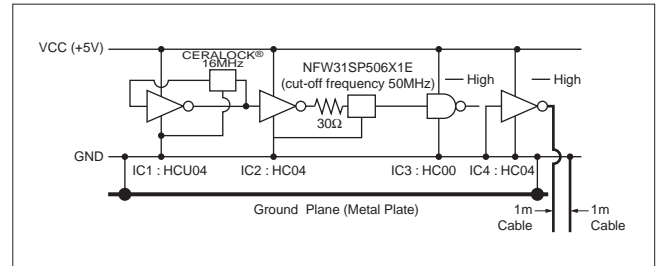 VCC (+5V)
CERALOCK®
16MHz
NFW31SP506X1E
(cut-off frequency 50MHz)
High
High
30Ω
GND
IC1 : HCU04
IC2 : HC04
IC3 : HC00
IC4 : HC04
Ground Plane (Metal Plate)
1m
Cable
1m
Cable